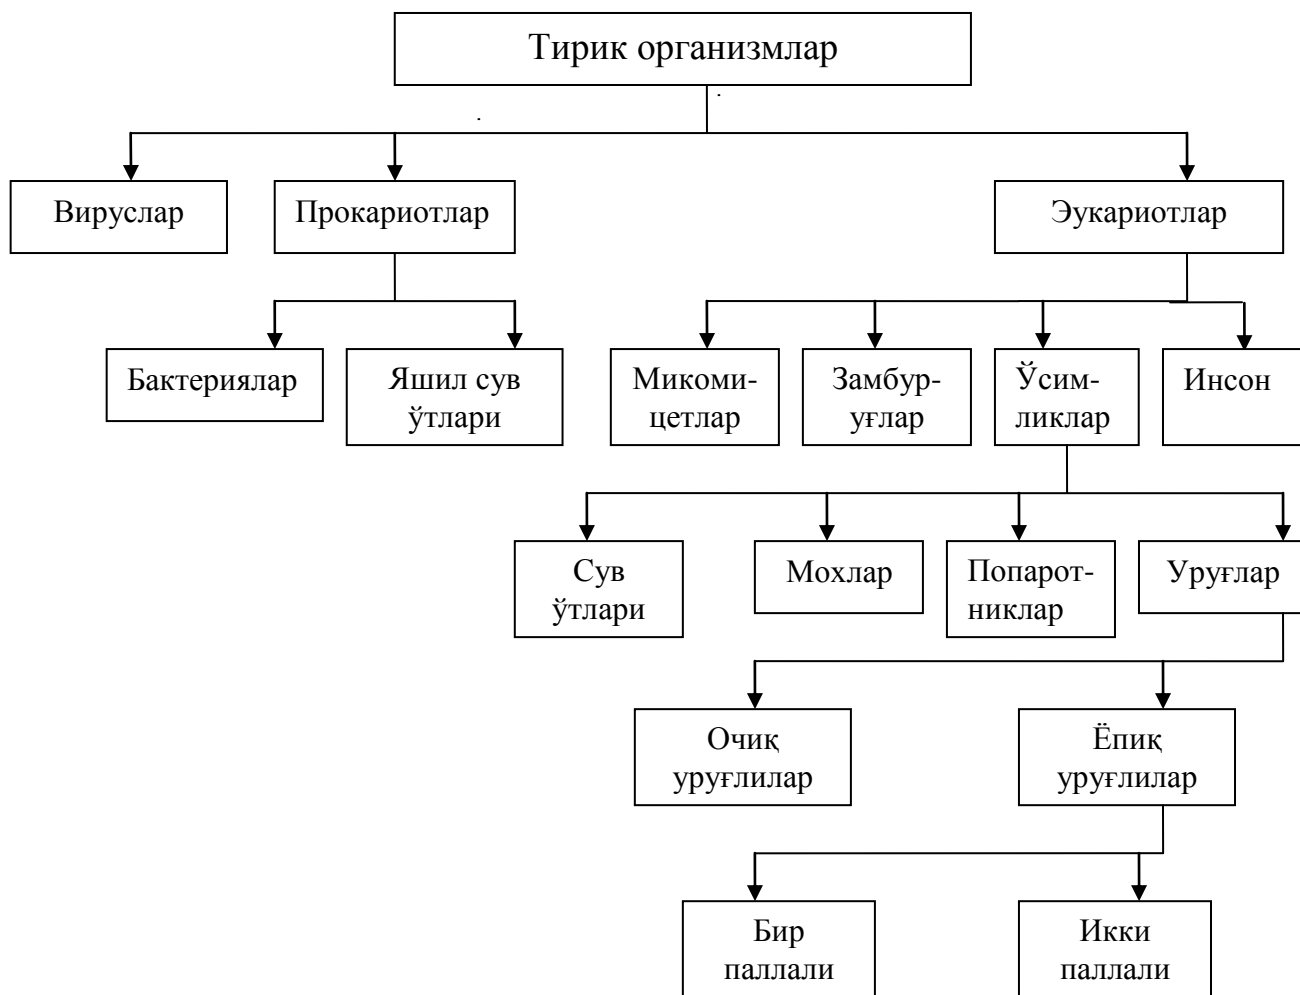 Тирик организмлар
Вируслар
Прокариотлар
Эукариотлар
Бактериялар
Яшил сув
ўтлари
Микоми-
цетлар
Замбур-
уғлар
Ўсим-
ликлар
Инсон
Сув
ўтлари
Мохлар
Попарот-
никлар
Уруғлар
Очиқ
уруғлилар
Ёпиқ
уруғлилар
Бир
паллали
Икки
паллали